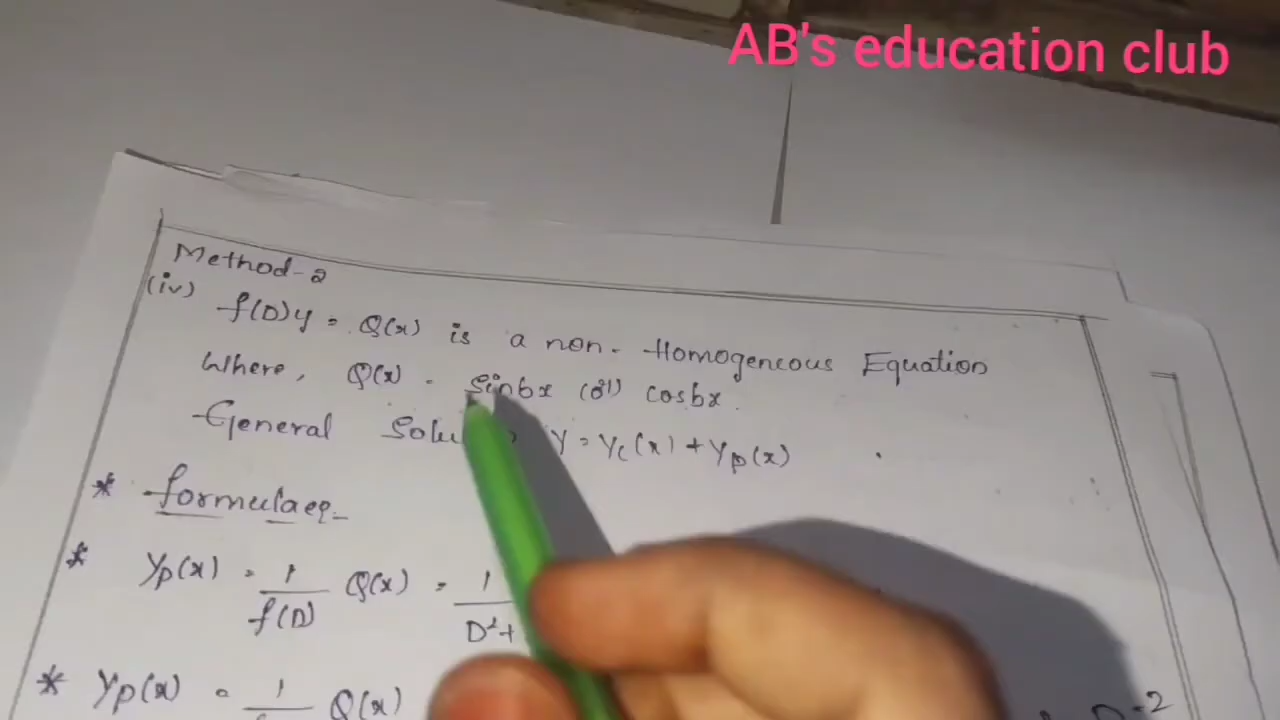 AB's education club
Method-2
(iv) f(D)y = Q(x) is a non-Homogeneous Equation
Where, Q(x) = sinbx (or) cosbx.
General Solu y = yc(x) + yp(x)
* formulae:-
* yp(x) = 1/f(D) Q(x) = 1/D²+
* yp(x) = 1/ Q(x)